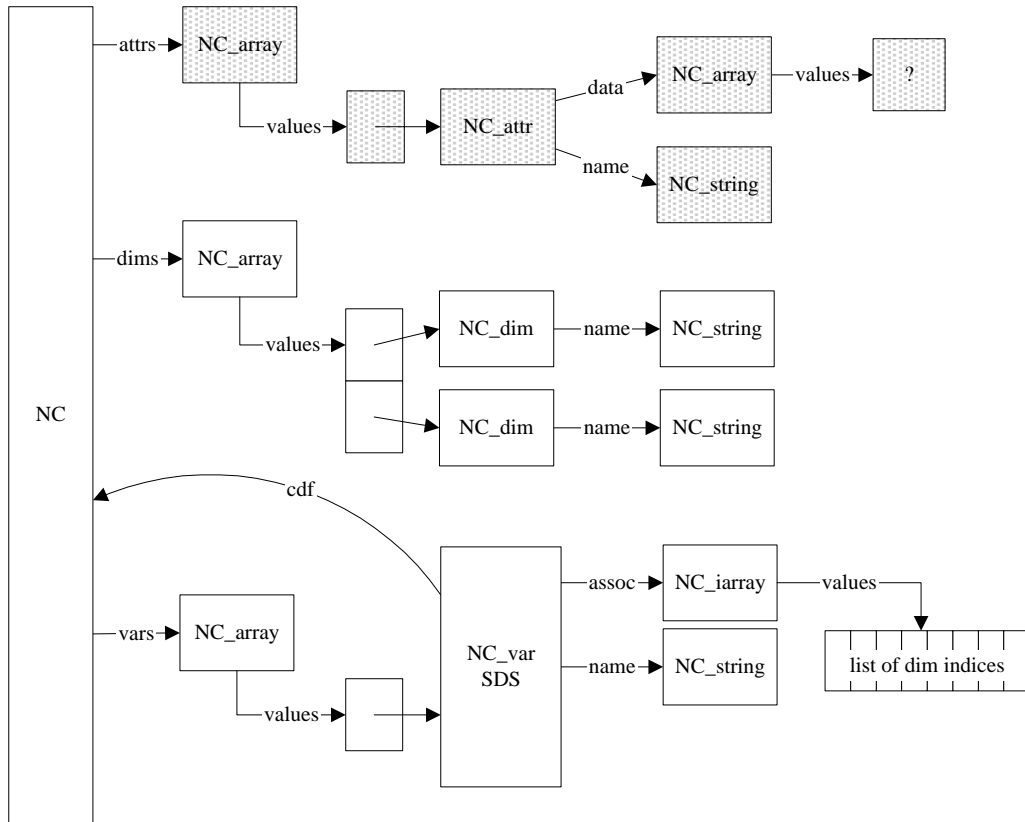 attrs
NC_array
values
NC_attr
data
NC_array
values
?
name
NC_string
dims
NC_array
values
NC_dim
name
NC_string
NC_dim
name
NC_string
NC
cdf
vars
NC_array
values
NC_var
SDS
assoc
NC_iarray
values
name
NC_string
list of dim indices